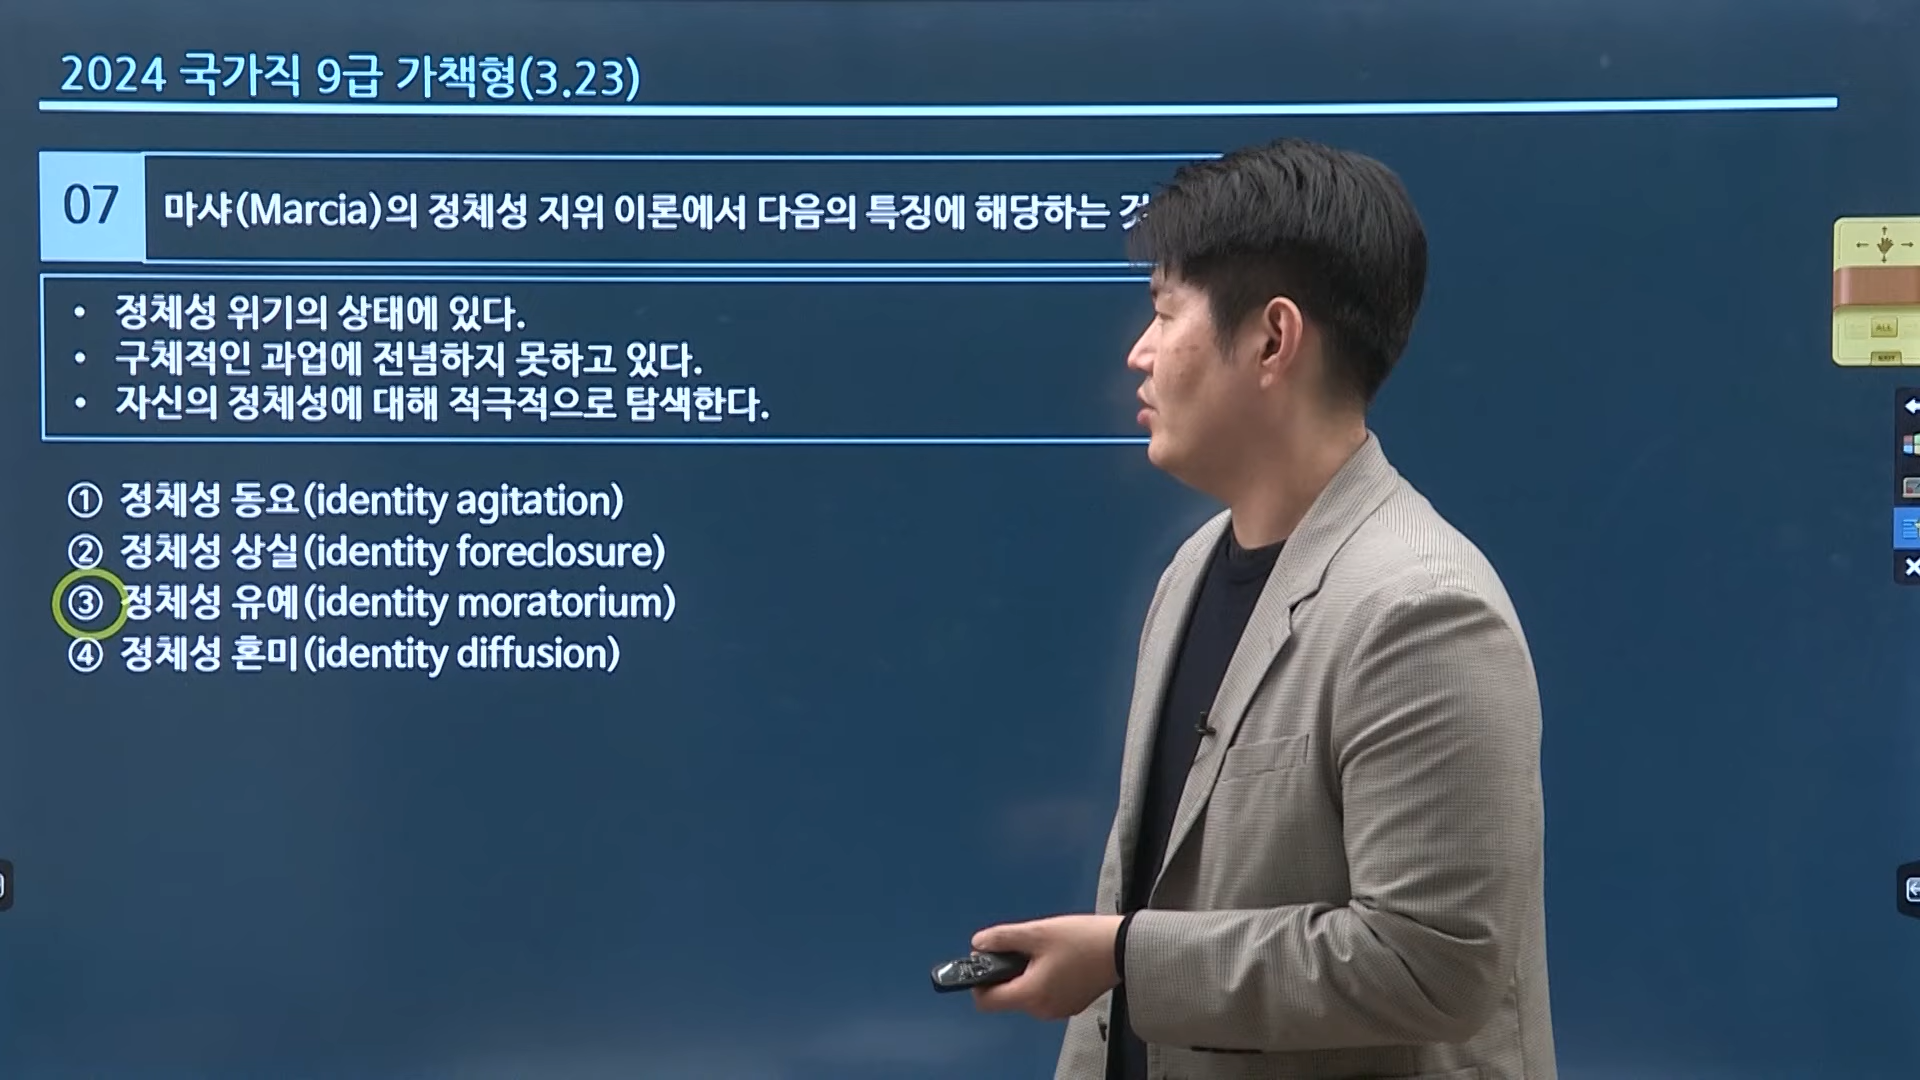 2024 국가직 9급 가책형(3.23)
07
마샤(Marcia)의 정체성 지위 이론에서 다음의 특징에 해당하는
• 정체성 위기의 상태에 있다.
• 구체적인 과업에 전념하지 못하고 있다.
• 자신의 정체성에 대해 적극적으로 탐색한다.
① 정체성 동요(identity agitation)
② 정체성 상실(identity foreclosure)
③ 정체성 유예(identity moratorium)
④ 정체성 혼미(identity diffusion)
ALL